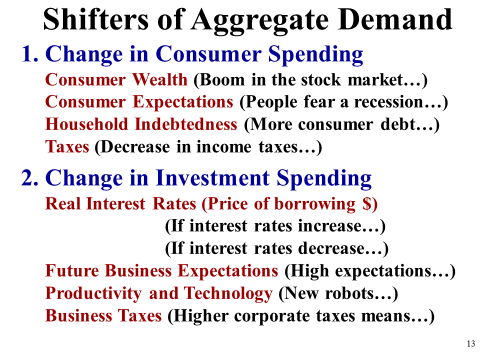 Shifters of Aggregate Demand
1. Change in Consumer Spending
Consumer Wealth (Boom in the stock market…)
Consumer Expectations (People fear a recession…)
Household Indebtedness (More consumer debt…)
Taxes (Decrease in income taxes…)
2. Change in Investment Spending
Real Interest Rates (Price of borrowing $)
(If interest rates increase…)
(If interest rates decrease…)
Future Business Expectations (High expectations…)
Productivity and Technology (New robots…)
Business Taxes (Higher corporate taxes means…)
13